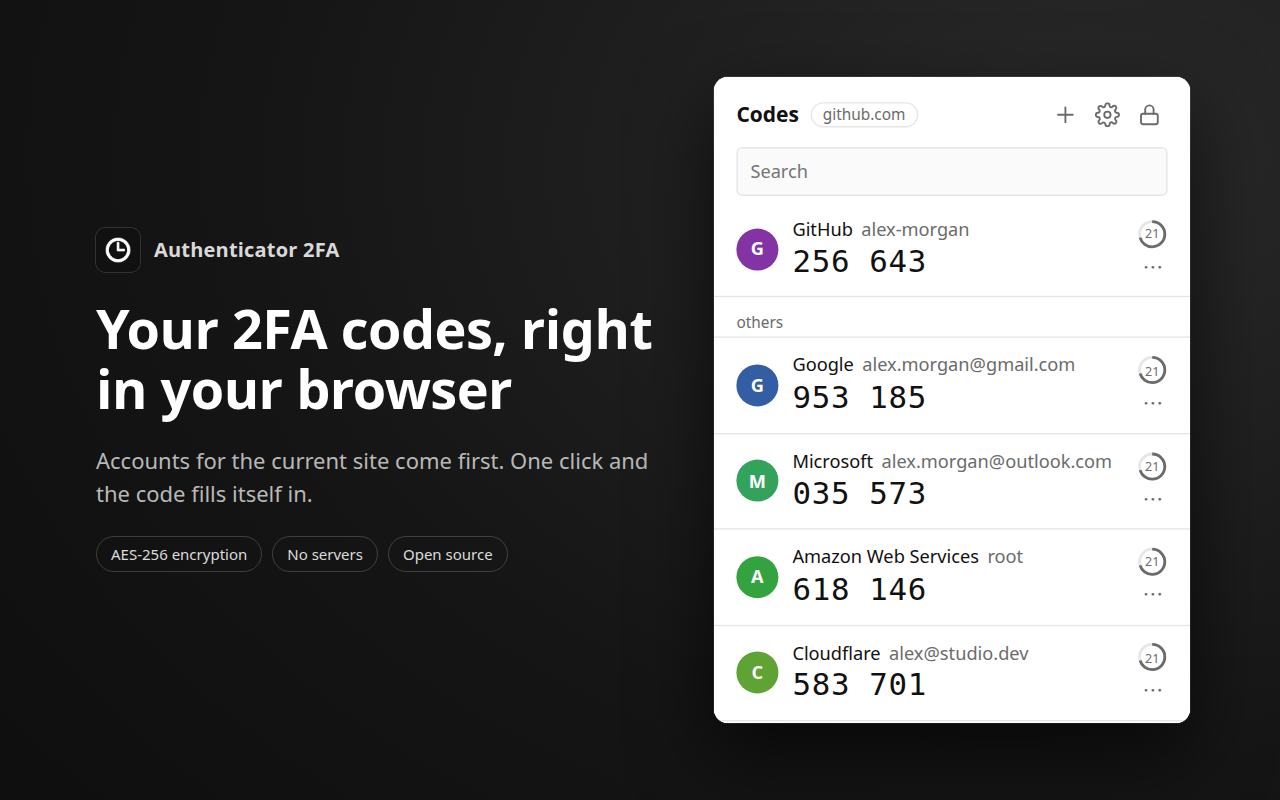 Authenticator 2FA
Your 2FA codes, right
in your browser
Accounts for the current site come first. One click and
the code fills itself in.
AES-256 encryption
No servers
Open source
Codes
github.com
Search
GitHub alex-morgan
21
256 643
others
Google alex.morgan@gmail.com
21
953 185
Microsoft alex.morgan@outlook.com
21
035 573
Amazon Web Services root
21
618 146
Cloudflare alex@studio.dev
21
583 701
G
G
M
A
C